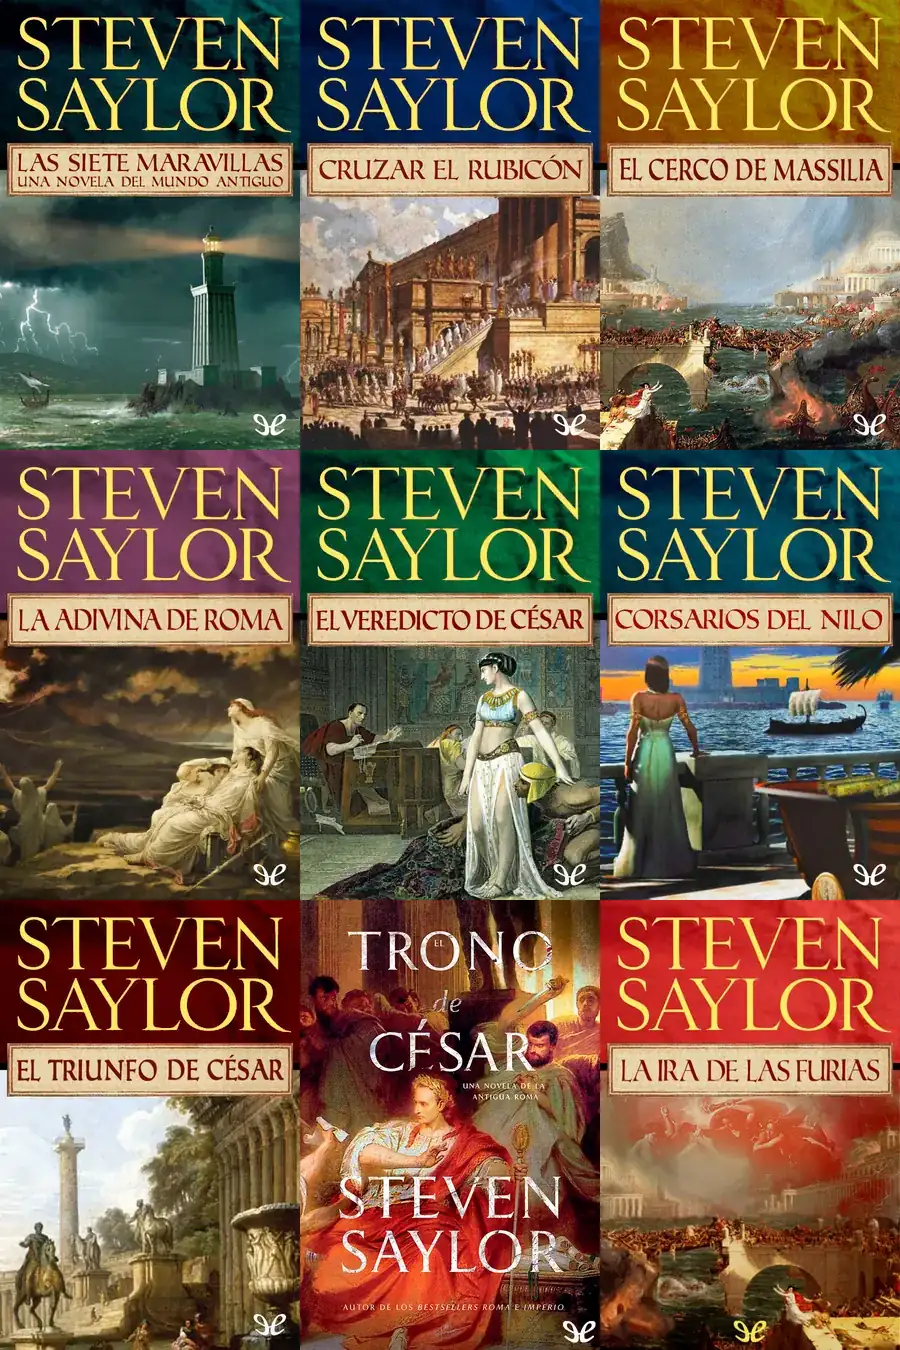 STEVEN
SAYLOR
LAS SIETE MARAVILLAS
UNA NOVELA DEL MUNDO ANTIGUO
STEVEN
SAYLOR
CRUZAR EL RUBICÓN
STEVEN
SAYLOR
EL CERCO DE MASSILIA
STEVEN
SAYLOR
LA ADIVINA DE ROMA
STEVEN
SAYLOR
EL VEREDICTO DE CÉSAR
STEVEN
SAYLOR
CORSARIOS DEL NILO
STEVEN
SAYLOR
EL TRIUNFO DE CÉSAR
EL
TRONO
de
CÉSAR
UNA NOVELA DE LA
ANTIGUA ROMA
STEVEN
SAYLOR
AUTOR DE LOS BESTSELLERS ROMA E IMPERIO
STEVEN
SAYLOR
LA IRA DE LAS FURIAS